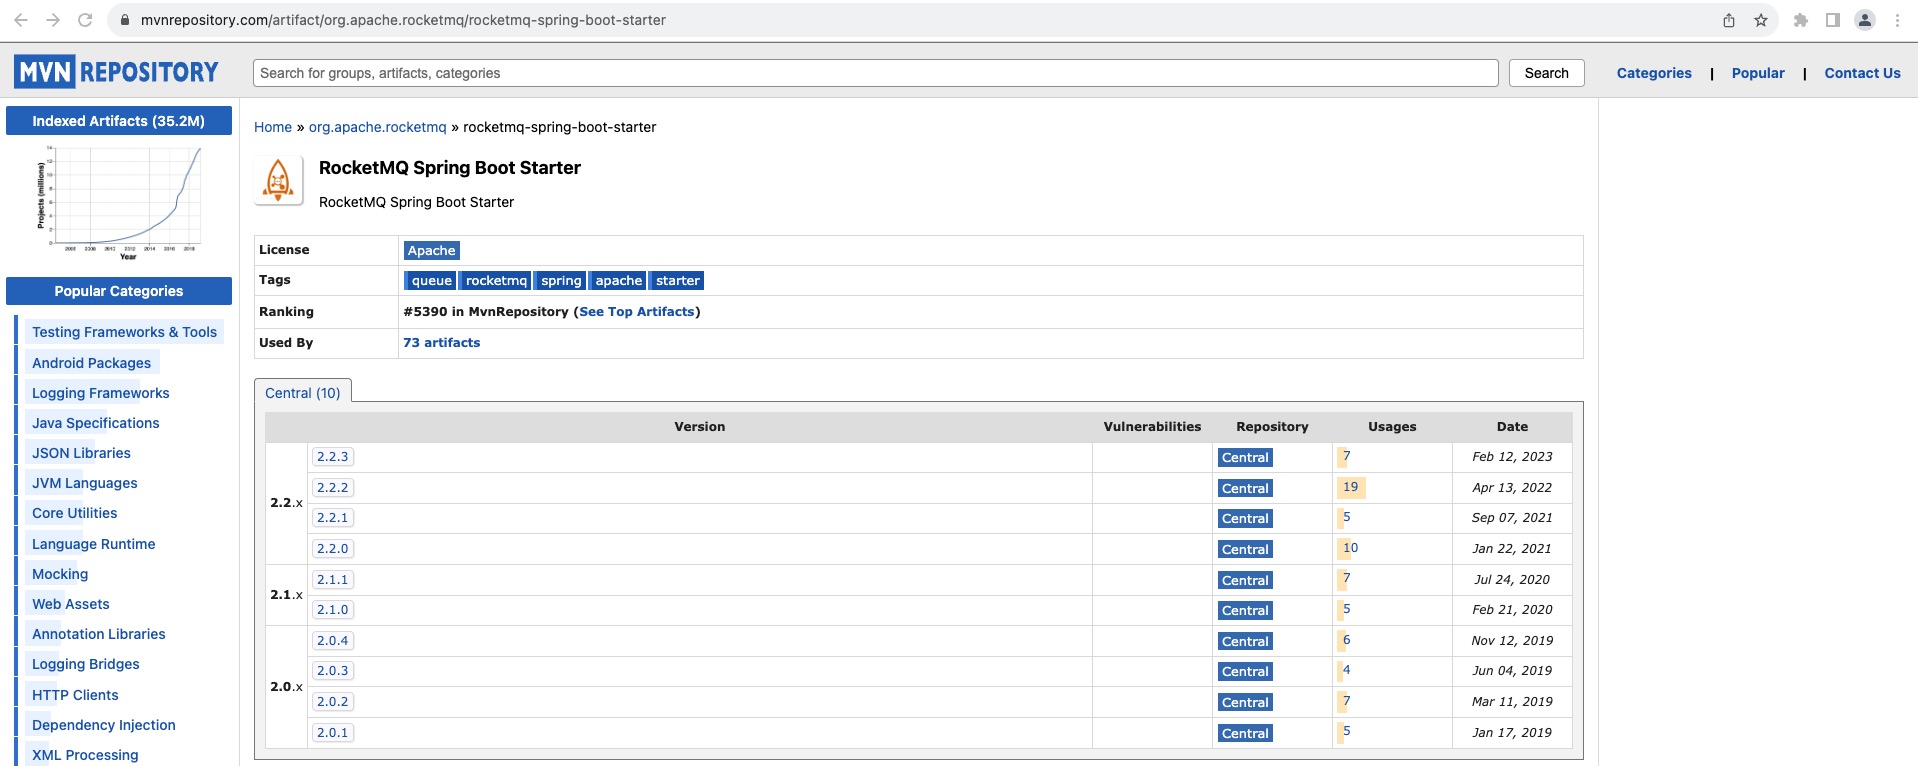 mvnrepository.com/artifact/org.apache.rocketmq/rocketmq-spring-boot-starter
MVN REPOSITORY
Search for groups, artifacts, categories
Search
Categories | Popular | Contact Us
Indexed Artifacts (35.2M)
Projects (millions)
Year
Popular Categories
Testing Frameworks & Tools
Android Packages
Logging Frameworks
Java Specifications
JSON Libraries
JVM Languages
Core Utilities
Language Runtime
Mocking
Web Assets
Annotation Libraries
Logging Bridges
HTTP Clients
Dependency Injection
XML Processing
Home » org.apache.rocketmq » rocketmq-spring-boot-starter
RocketMQ Spring Boot Starter
RocketMQ Spring Boot Starter
License Apache
Tags queue rocketmq spring apache starter
Ranking #5390 in MvnRepository (See Top Artifacts)
Used By 73 artifacts
Central (10)
Version Vulnerabilities Repository Usages Date
2.2.x
2.2.3 Central 7 Feb 12, 2023
2.2.2 Central 19 Apr 13, 2022
2.2.1 Central 5 Sep 07, 2021
2.2.0 Central 10 Jan 22, 2021
2.1.x
2.1.1 Central 7 Jul 24, 2020
2.1.0 Central 5 Feb 21, 2020
2.0.x
2.0.4 Central 6 Nov 12, 2019
2.0.3 Central 4 Jun 04, 2019
2.0.2 Central 7 Mar 11, 2019
2.0.1 Central 5 Jan 17, 2019